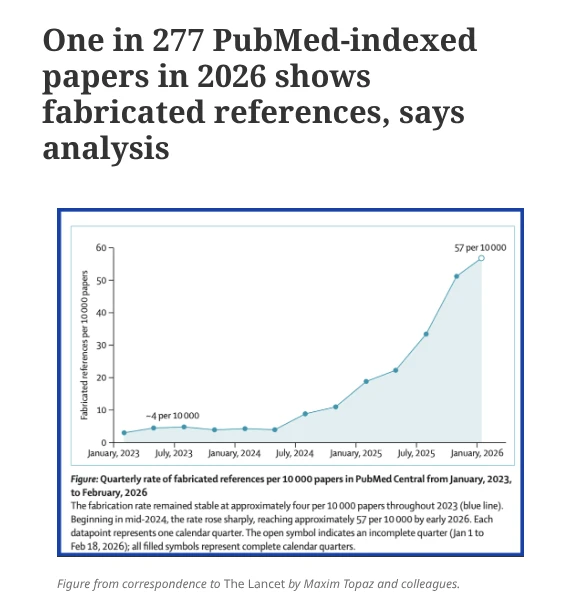 One in 277 PubMed-indexed
papers in 2026 shows
fabricated references, says
analysis
57 per 10 000
60
50
40
30
20
10
0
Fabricated references per 10 000 papers
~4 per 10 000
January, 2023
July, 2023
January, 2024
July, 2024
January, 2025
July, 2025
January, 2026
Figure: Quarterly rate of fabricated references per 10 000 papers in PubMed Central from January, 2023,
to February, 2026
The fabrication rate remained stable at approximately four per 10 000 papers throughout 2023 (blue line).
Beginning in mid-2024, the rate rose sharply, reaching approximately 57 per 10 000 by early 2026. Each
datapoint represents one calendar quarter. The open symbol indicates an incomplete quarter (Jan 1 to
Feb 18, 2026); all filled symbols represent complete calendar quarters.
Figure from correspondence to The Lancet by Maxim Topaz and colleagues.